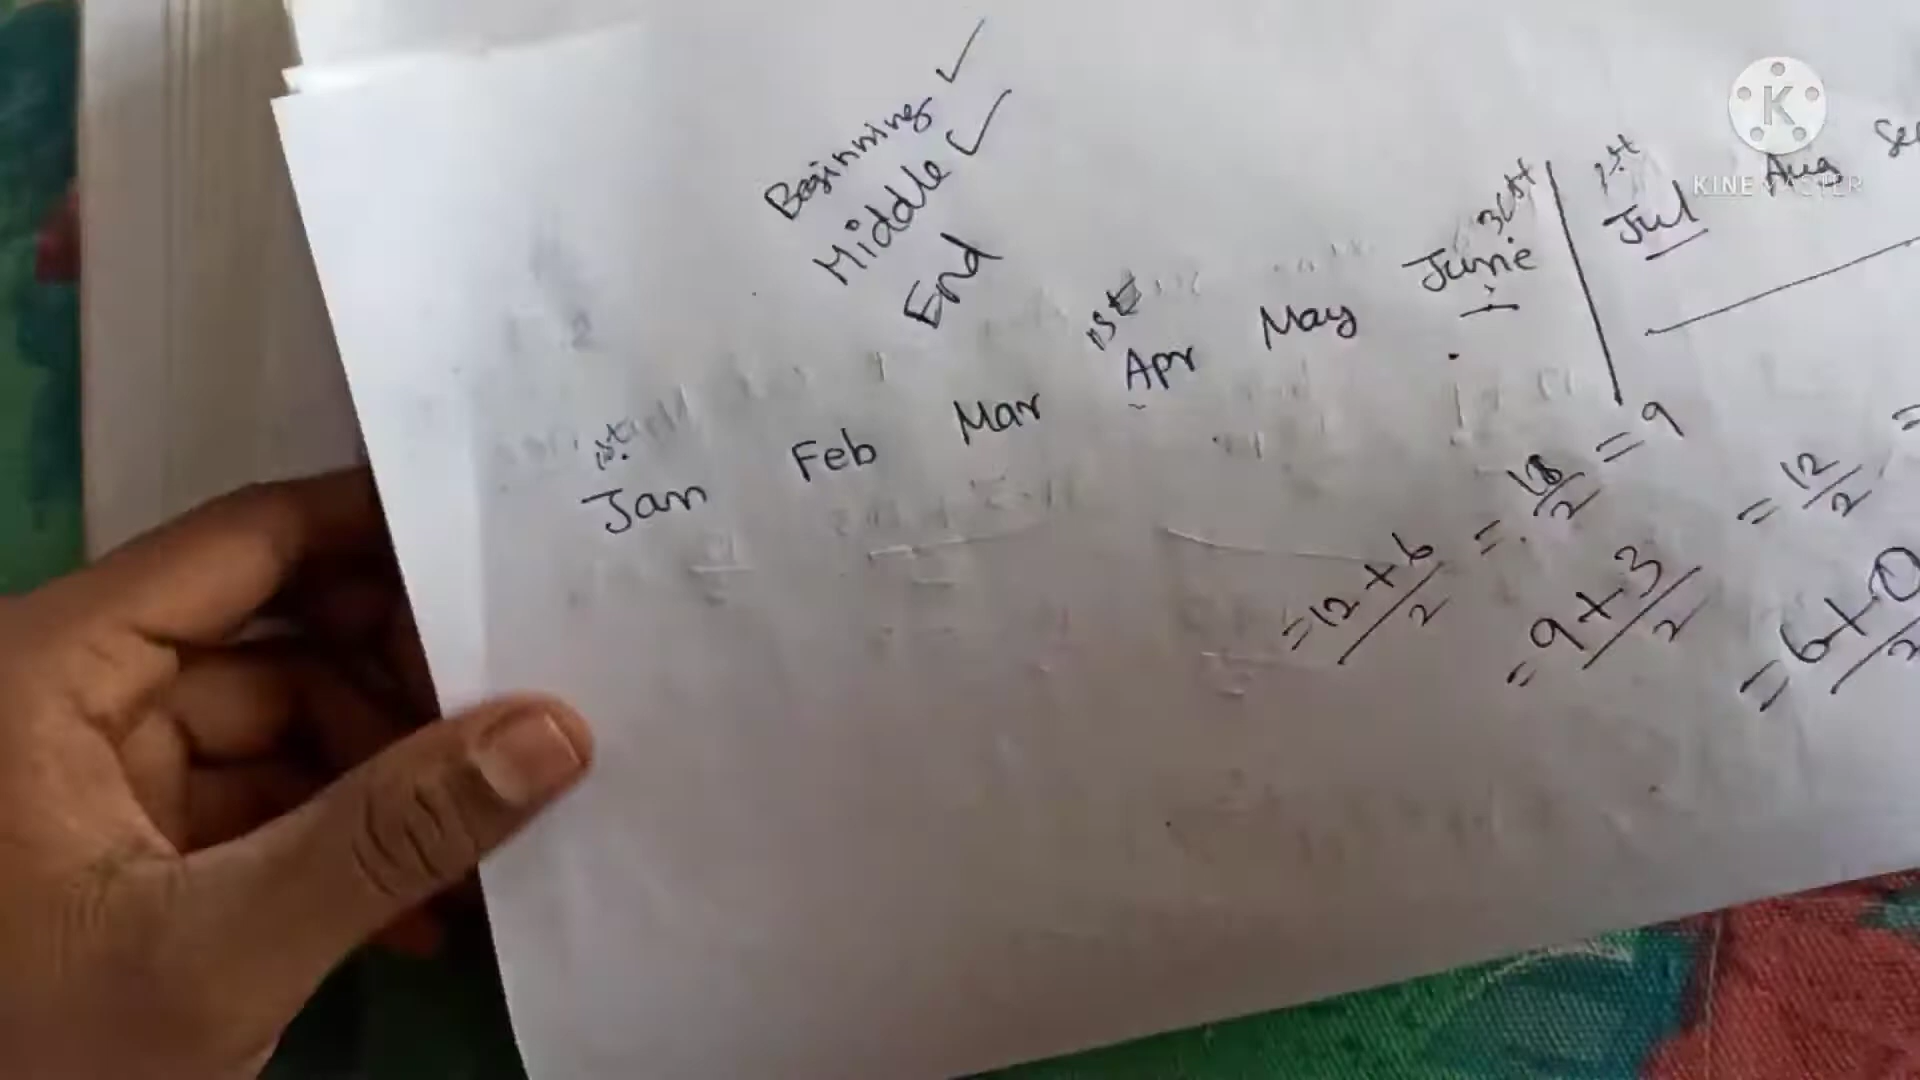 Beginning ✓
Middle ✓
End
1st
Jan Feb Mar
1st
Apr May
June
1st
Jul Aug
KINEMASTER
= 12+6/2 = 18/2 = 9
= 9+3/2 = 12/2 =
= 6+0/2